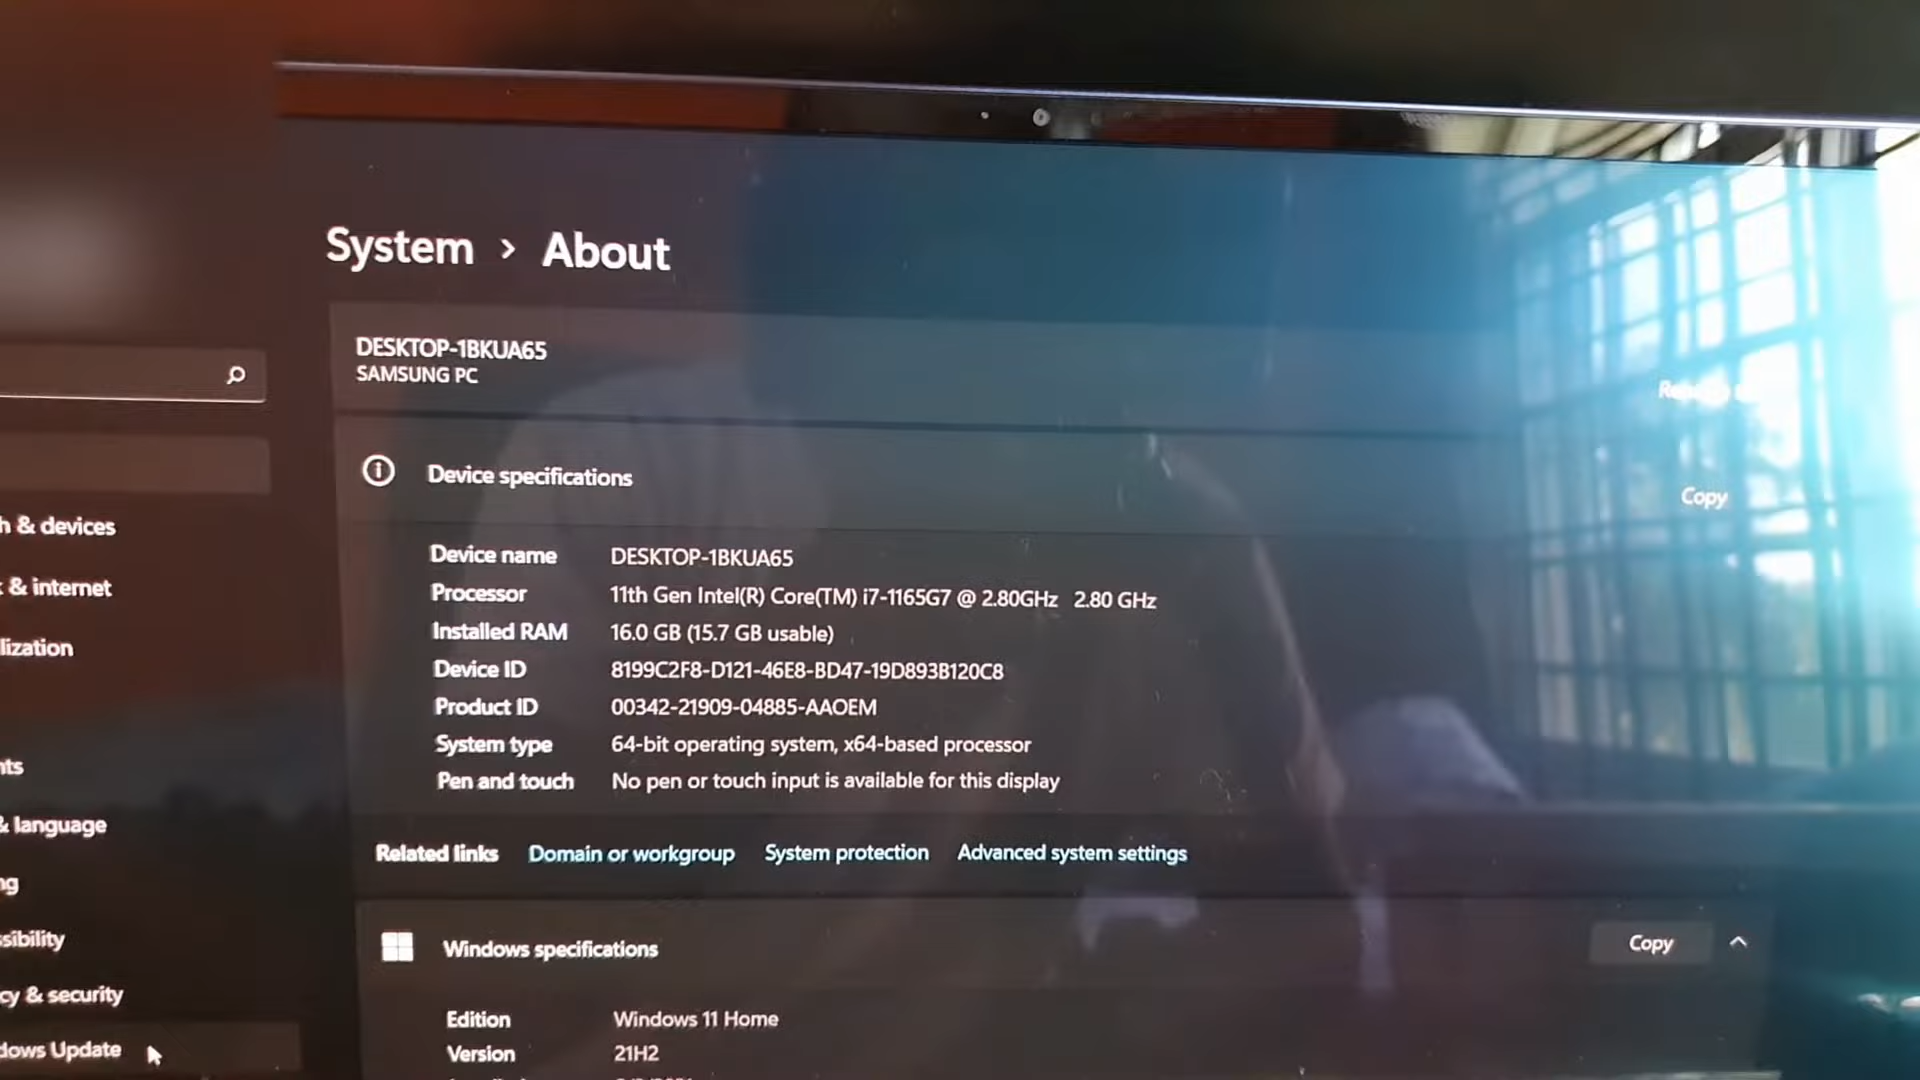 System > About
DESKTOP-1BKUA65
SAMSUNG PC
Device specifications
Copy
h & devices
& internet
lization
nts
& language
ng
sibility
cy & security
dows Update
Device name DESKTOP-1BKUA65
Processor 11th Gen Intel(R) Core(TM) i7-1165G7 @ 2.80GHz 2.80 GHz
Installed RAM 16.0 GB (15.7 GB usable)
Device ID 8199C2F8-D121-46E8-BD47-19D893B120C8
Product ID 00342-21909-04885-AAOEM
System type 64-bit operating system, x64-based processor
Pen and touch No pen or touch input is available for this display
Related links Domain or workgroup System protection Advanced system settings
Windows specifications
Copy
Edition Windows 11 Home
Version 21H2